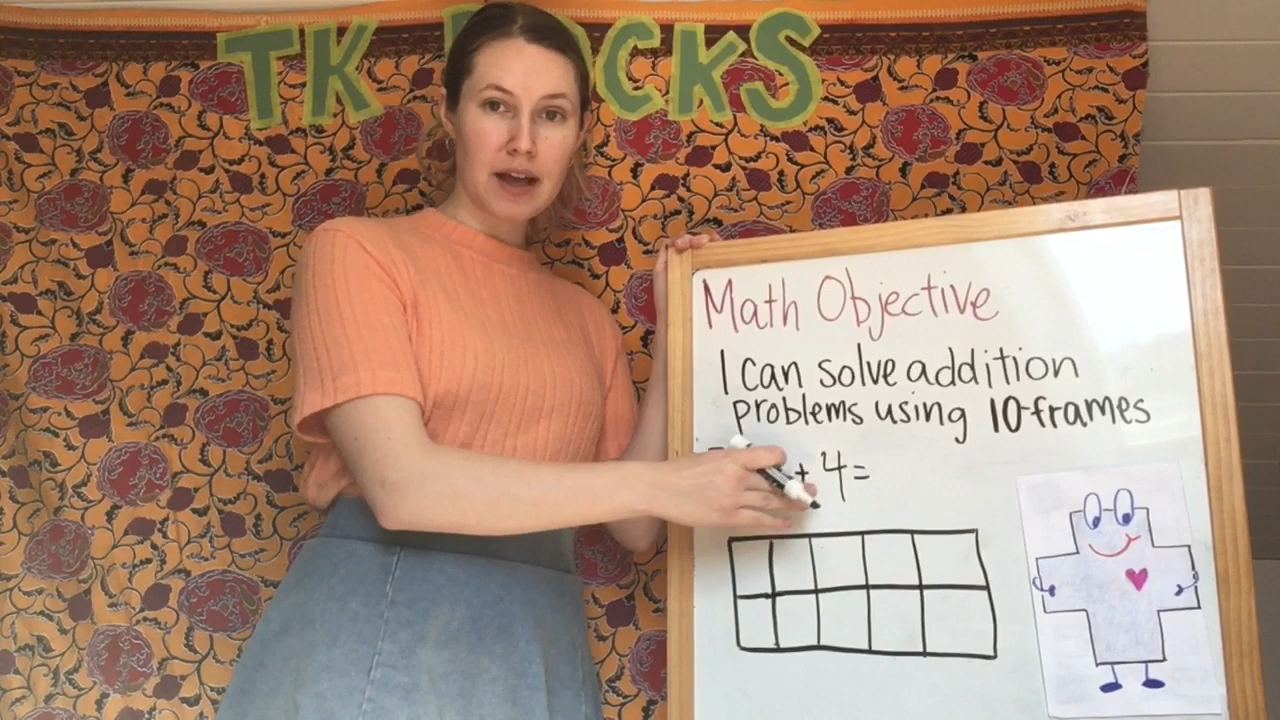 TK ROCKS
Math Objective
I can solve addition
problems using 10-frames
+ 4 =